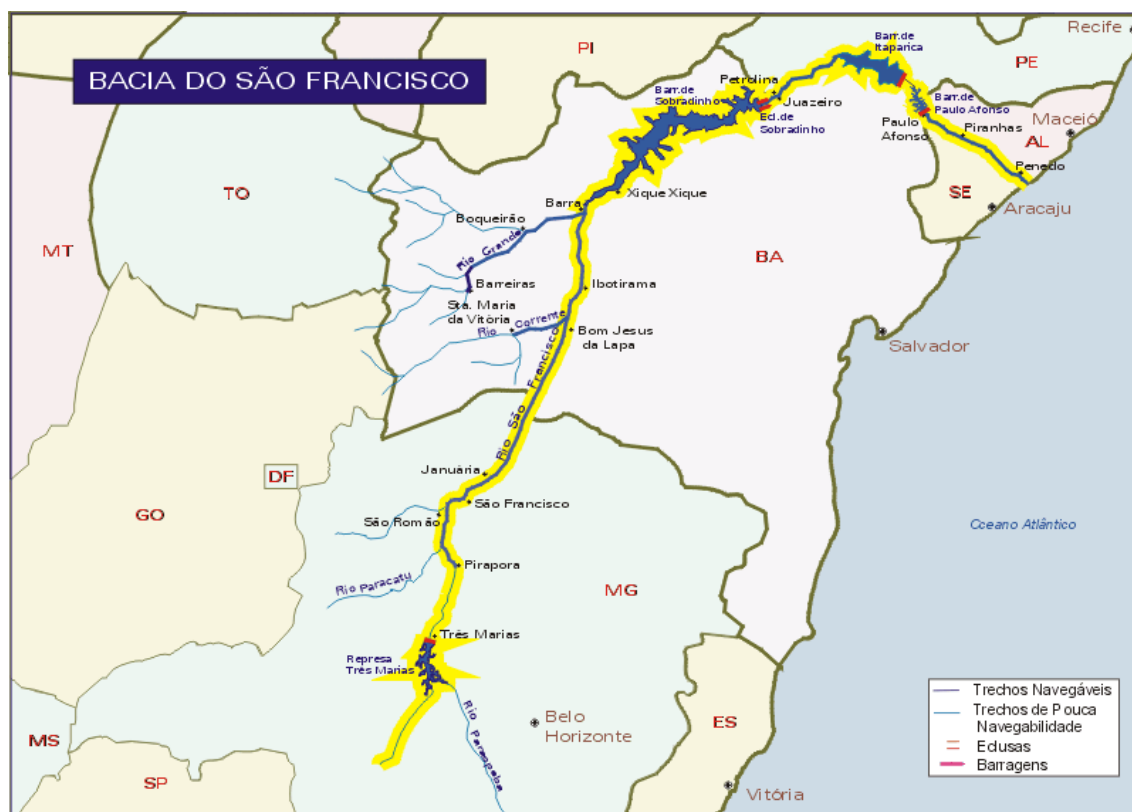 BACIA DO SÃO FRANCISCO
PI
Recife
PE
Barr. de
Itaparica
Petrolina
Barr. de
Sobradinho
Juazeiro
Ecl. de
Sobradinho
Barr. de
Paulo Afonso
Paulo
Afonso
Piranhas
Maceió
AL
Penedo
SE
Aracaju
TO
MT
Xique Xique
Barra
Boqueirão
Rio Grande
BA
Barreiras
Ibotirama
Sta. Maria
da Vitória
Rio Corrente
Bom Jesus
da Lapa
Salvador
Rio São Francisco
Januária
DF
São Francisco
GO
São Romão
Oceano Atlântico
Pirapora
Rio Paracatu
MG
Três Marias
Represa
Três Marias
Rio Paraopeba
Belo
Horizonte
ES
MS
SP
Vitória
Trechos Navegáveis
Trechos de Pouca
Navegabilidade
Eclusas
Barragens